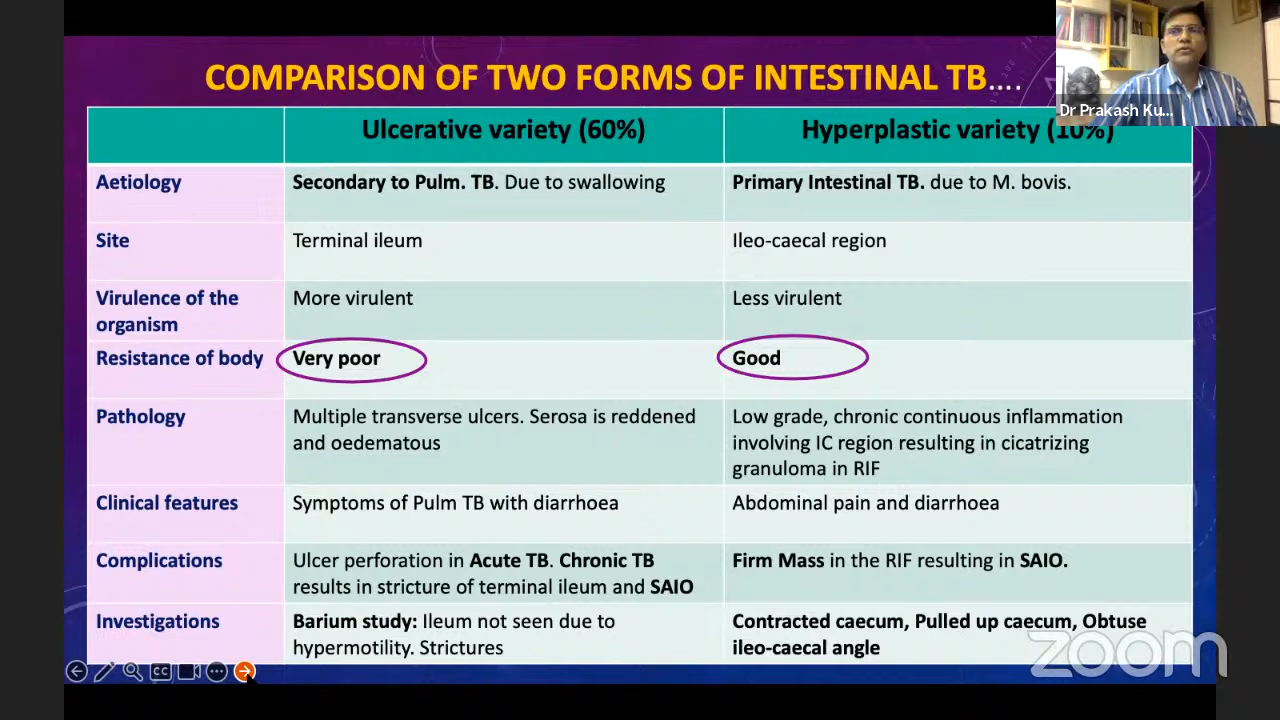 COMPARISON OF TWO FORMS OF INTESTINAL TB....
Dr Prakash Ku...
Ulcerative variety (60%)
Hyperplastic variety (10%)
Aetiology
Secondary to Pulm. TB. Due to swallowing
Primary Intestinal TB. due to M. bovis.
Site
Terminal ileum
Ileo-caecal region
Virulence of the
organism
More virulent
Less virulent
Resistance of body
Very poor
Good
Pathology
Multiple transverse ulcers. Serosa is reddened
and oedematous
Low grade, chronic continuous inflammation
involving IC region resulting in cicatrizing
granuloma in RIF
Clinical features
Symptoms of Pulm TB with diarrhoea
Abdominal pain and diarrhoea
Complications
Ulcer perforation in Acute TB. Chronic TB
results in stricture of terminal ileum and SAIO
Firm Mass in the RIF resulting in SAIO.
Investigations
Barium study: Ileum not seen due to
hypermotility. Strictures
Contracted caecum, Pulled up caecum, Obtuse
ileo-caecal angle
CC
zoom